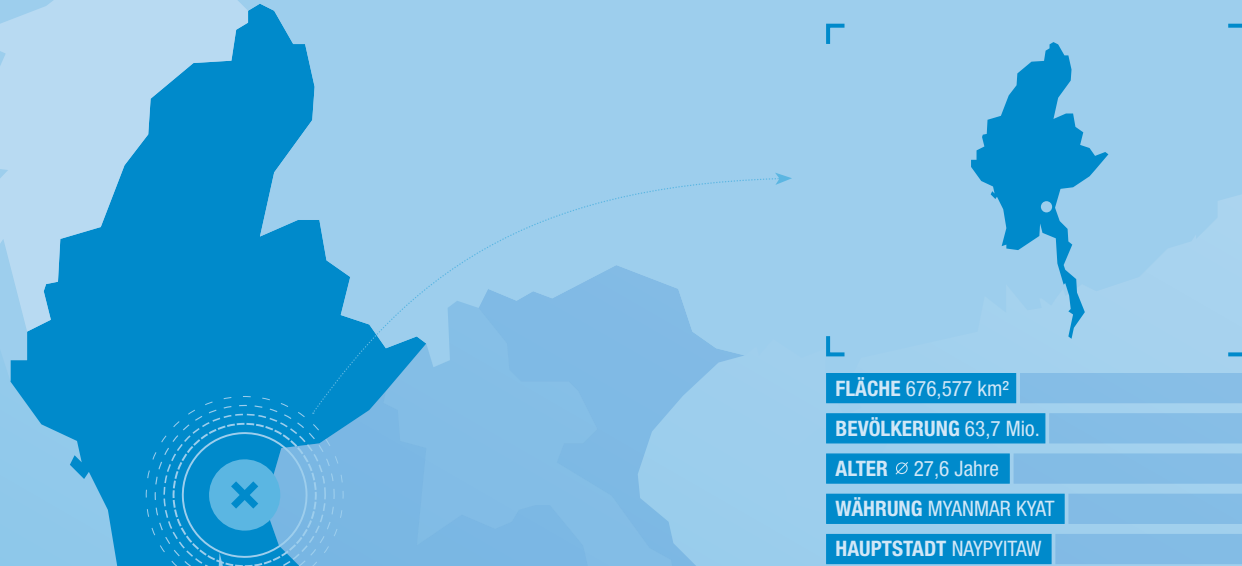 FLÄCHE 676,577 km²
BEVÖLKERUNG 63,7 Mio.
ALTER ∅ 27,6 Jahre
WÄHRUNG MYANMAR KYAT
HAUPTSTADT NAYPYITAW